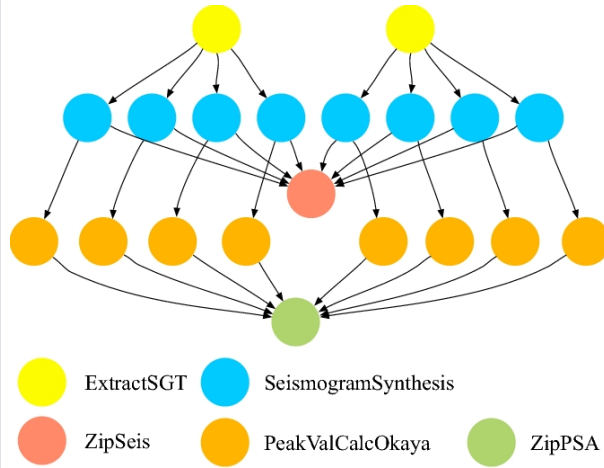 ExtractSGT
SeismogramSynthesis
ZipSeis
PeakValCalcOkaya
ZipPSA